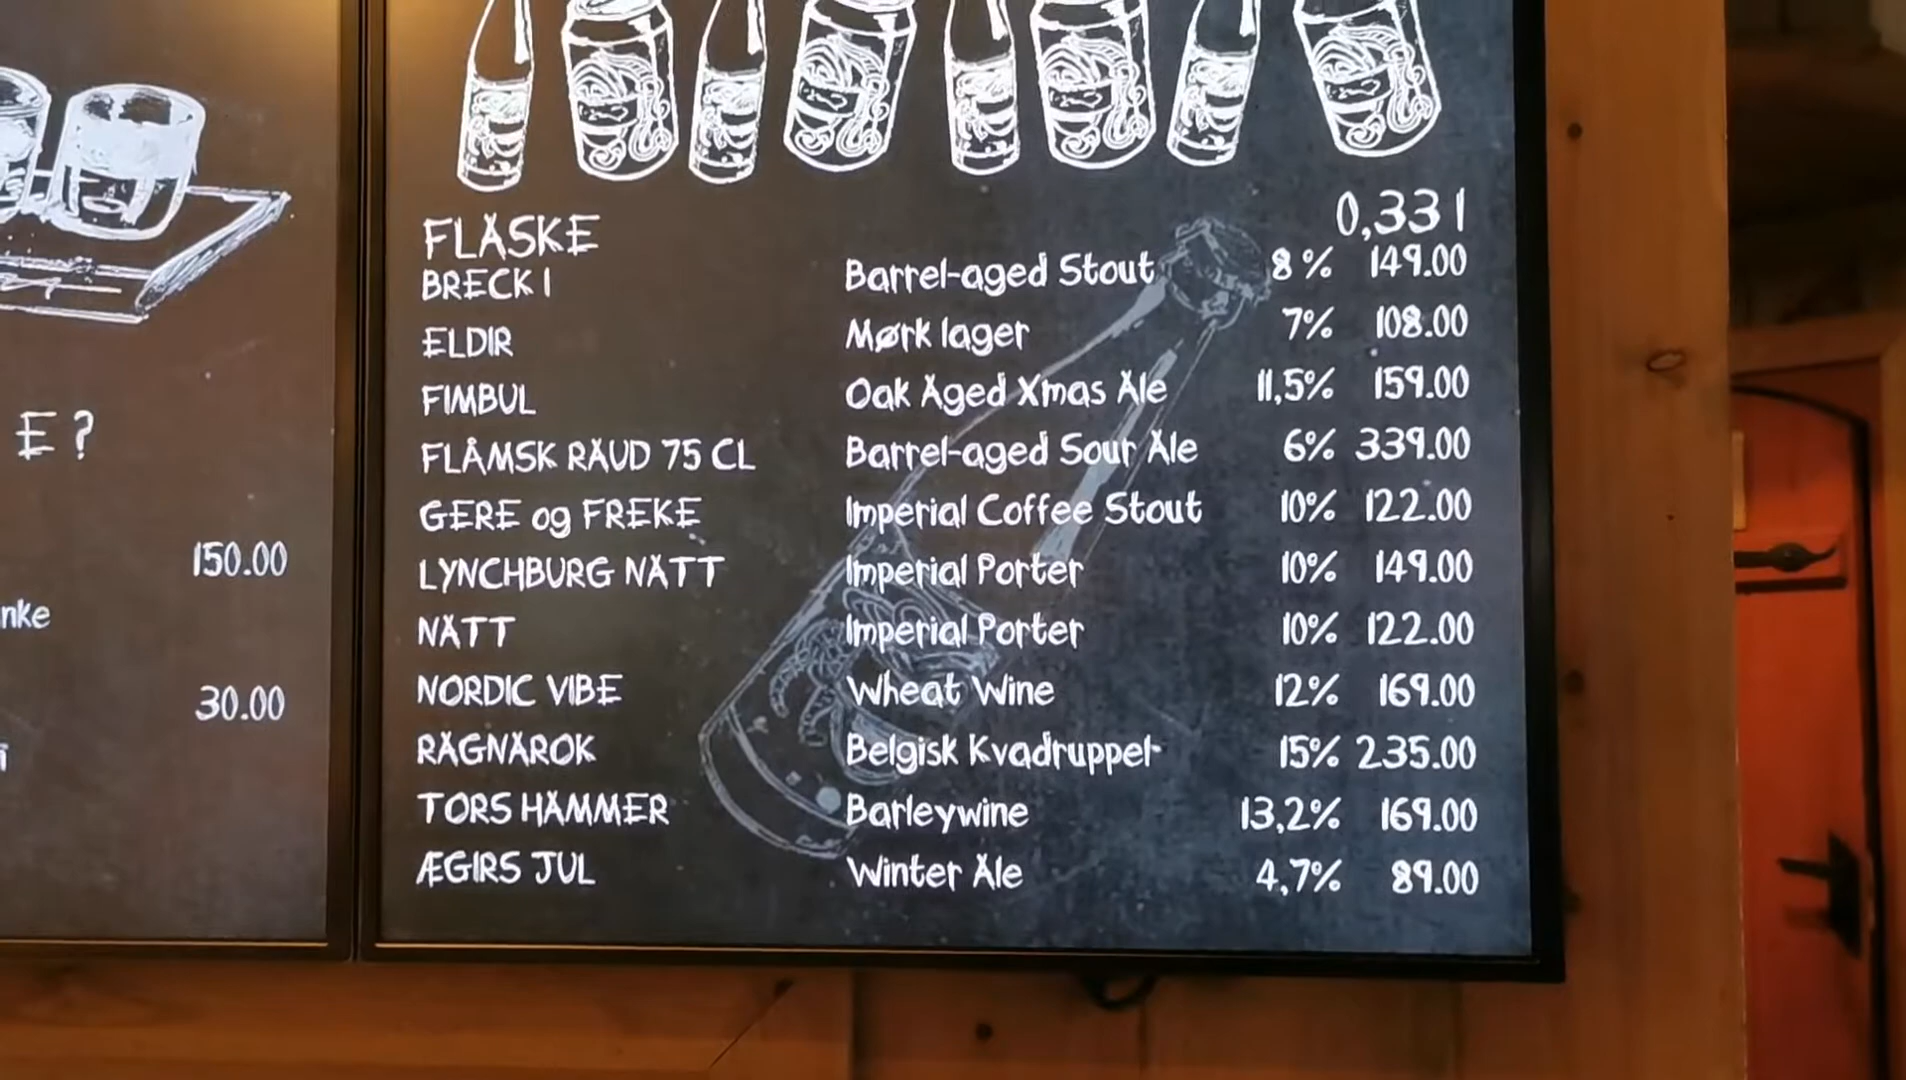 E ?
150.00
nke
30.00
FLASKE 0,33 l
BRECK 1 Barrel-aged Stout 8 % 149.00
ELDIR Mørk lager 7% 108.00
FIMBUL Oak Aged Xmas Ale 11,5% 159.00
FLÅMSK RAUD 75 CL Barrel-aged Sour Ale 6% 339.00
GERE og FREKE Imperial Coffee Stout 10% 122.00
LYNCHBURG NATT Imperial Porter 10% 149.00
NATT Imperial Porter 10% 122.00
NORDIC VIBE Wheat Wine 12% 169.00
RAGNAROK Belgisk Kvadruppel- 15% 235.00
TORS HAMMER Barleywine 13,2% 169.00
ÆGIRS JUL Winter Ale 4,7% 89.00